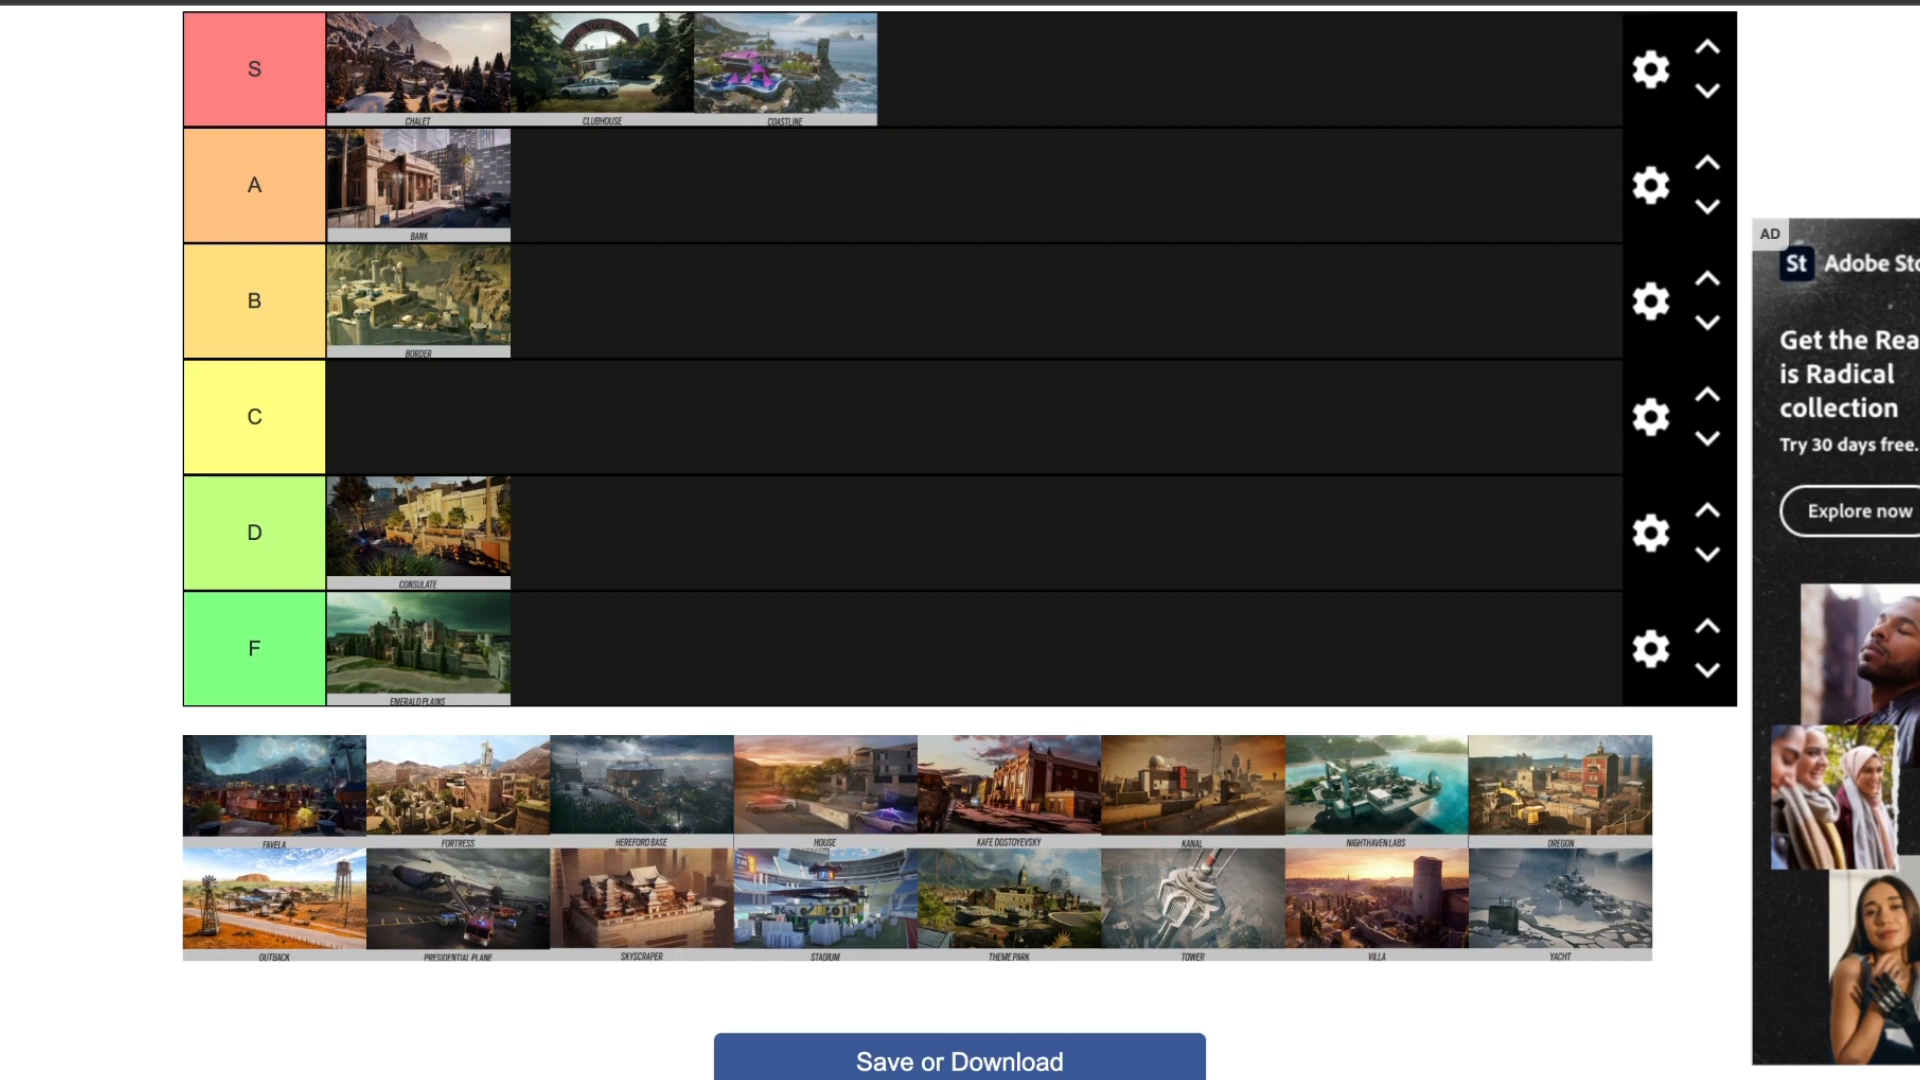 S
CHALET
CLUBHOUSE
COASTLINE
A
BANK
B
BORDER
C
D
CONSULATE
F
EMERALD PLAINS
FAVELA
FORTRESS
HEREFORD BASE
HOUSE
KAFE DOSTOYEVSKY
KANAL
NIGHTHAVEN LABS
OREGON
OUTBACK
PRESIDENTIAL PLANE
SKYSCRAPER
STADIUM
THEME PARK
TOWER
VILLA
YACHT
Save or Download
AD
St Adobe Sto
Get the Rea
is Radical
collection
Try 30 days free.
Explore now